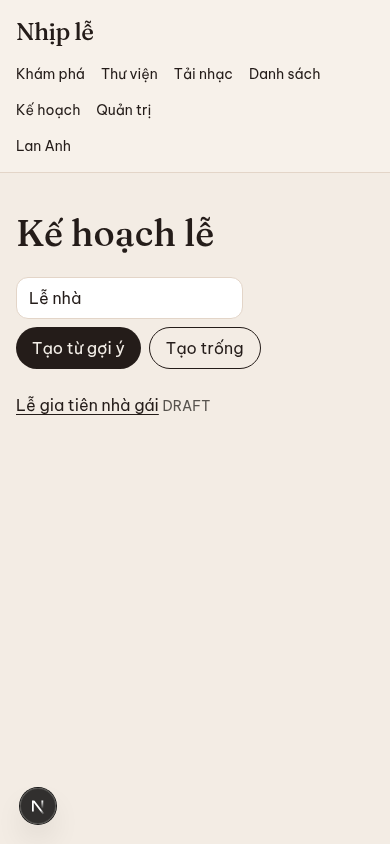 Nhịp lễ
Khám phá Thư viện Tải nhạc Danh sách
Kế hoạch Quản trị
Lan Anh
Kế hoạch lễ
Lễ nhà
Tạo từ gợi ý Tạo trống
Lễ gia tiên nhà gái DRAFT
N